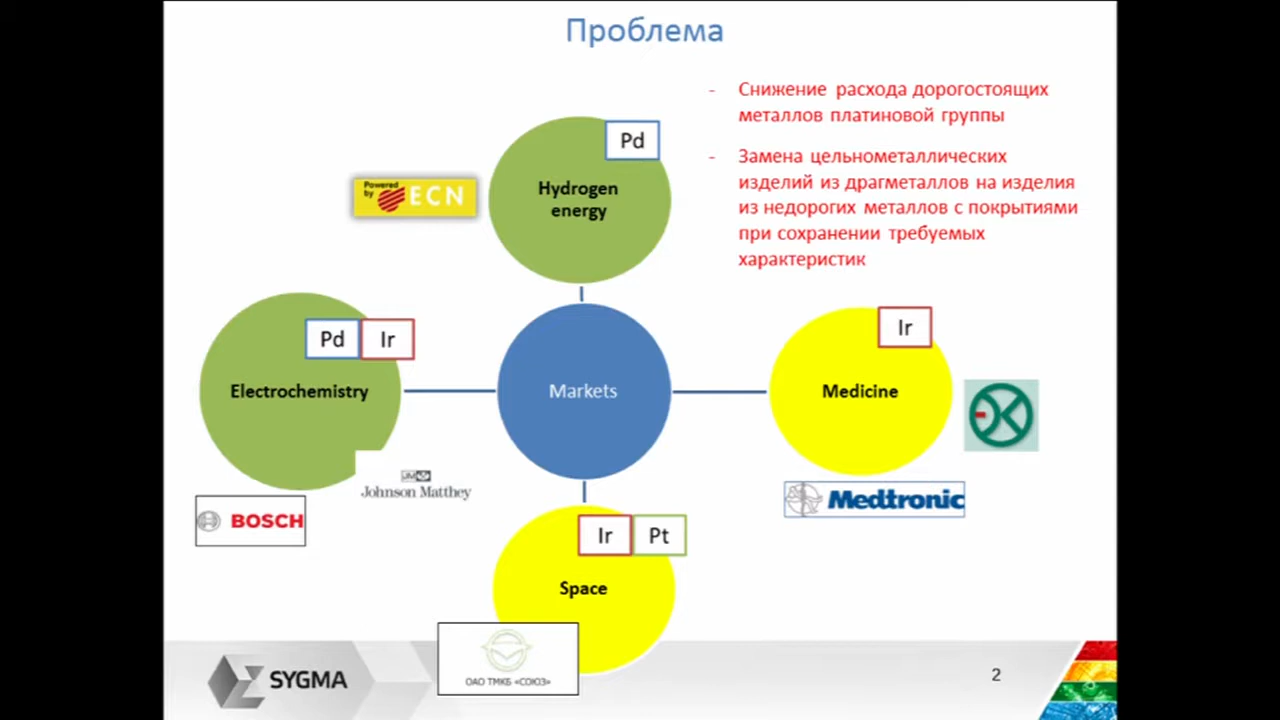 Проблема
- Снижение расхода дорогостоящих
металлов платиновой группы
- Замена цельнометаллических
изделий из драгметаллов на изделия
из недорогих металлов с покрытиями
при сохранении требуемых
характеристик
Pd
Hydrogen
energy
Powered
by
ECN
Pd
Ir
Electrochemistry
Markets
Ir
Medicine
JM
Johnson Matthey
BOSCH
Medtronic
Ir
Pt
Space
ОАО ТМКБ «СОЮЗ»
SYGMA
2